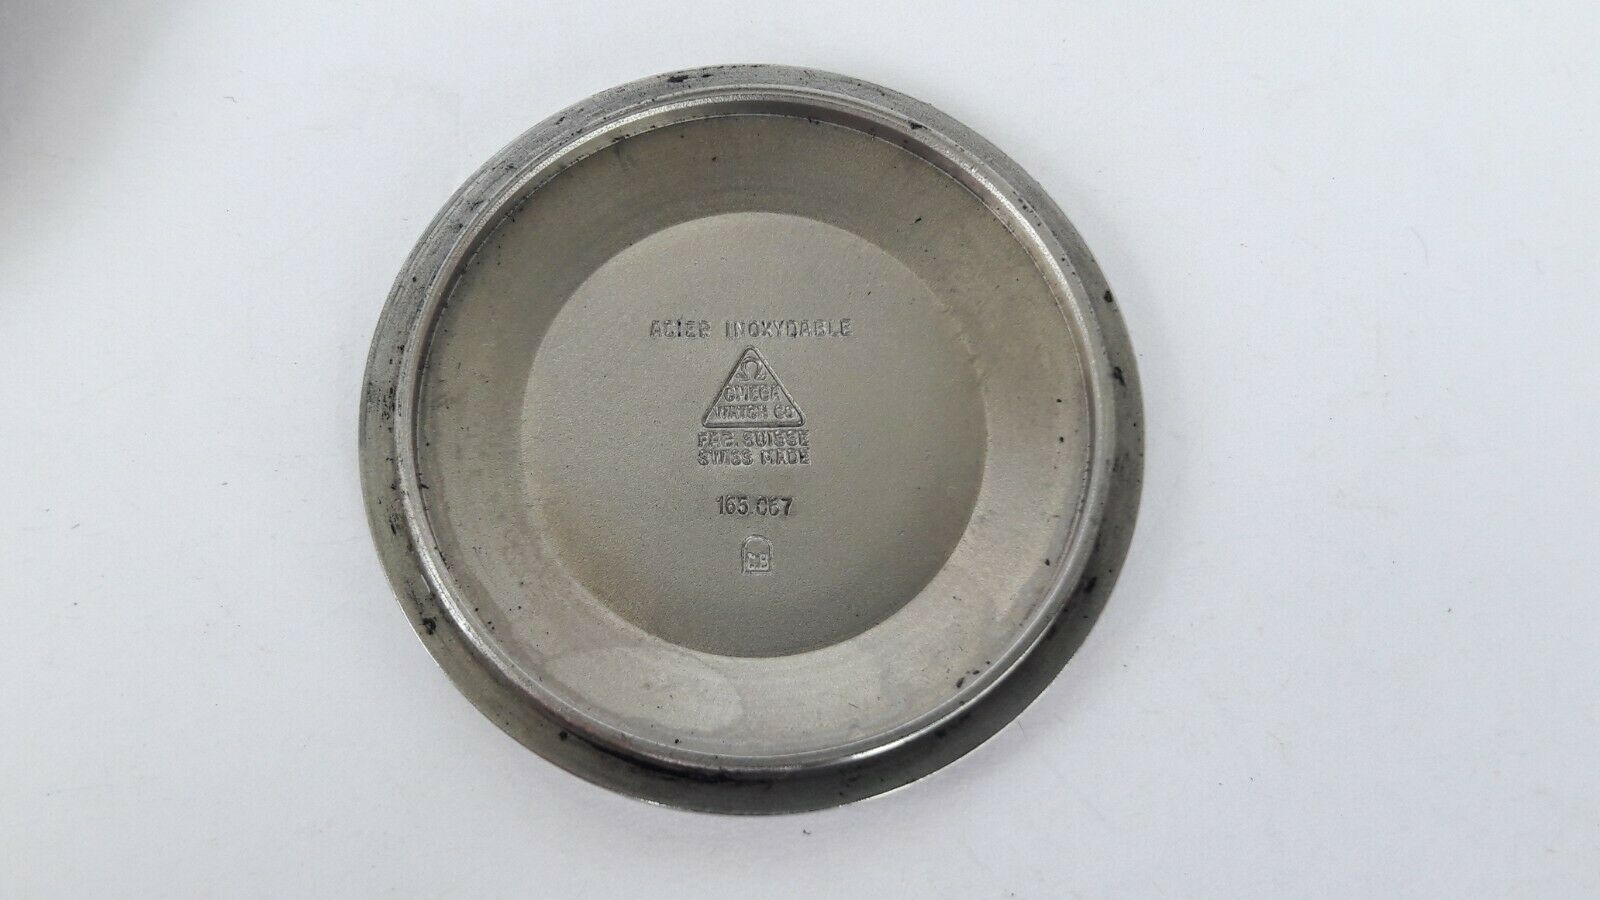 ACIER INOXYDABLE
Ω
OMEGA
WATCH CO
FAB. SUISSE
SWISS MADE
165.067
C.B